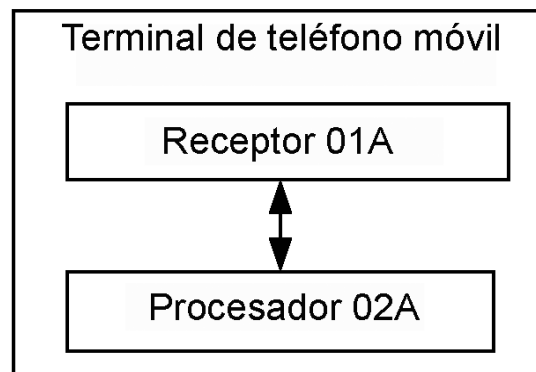 Terminal de teléfono móvil
Receptor 01A
Procesador 02A